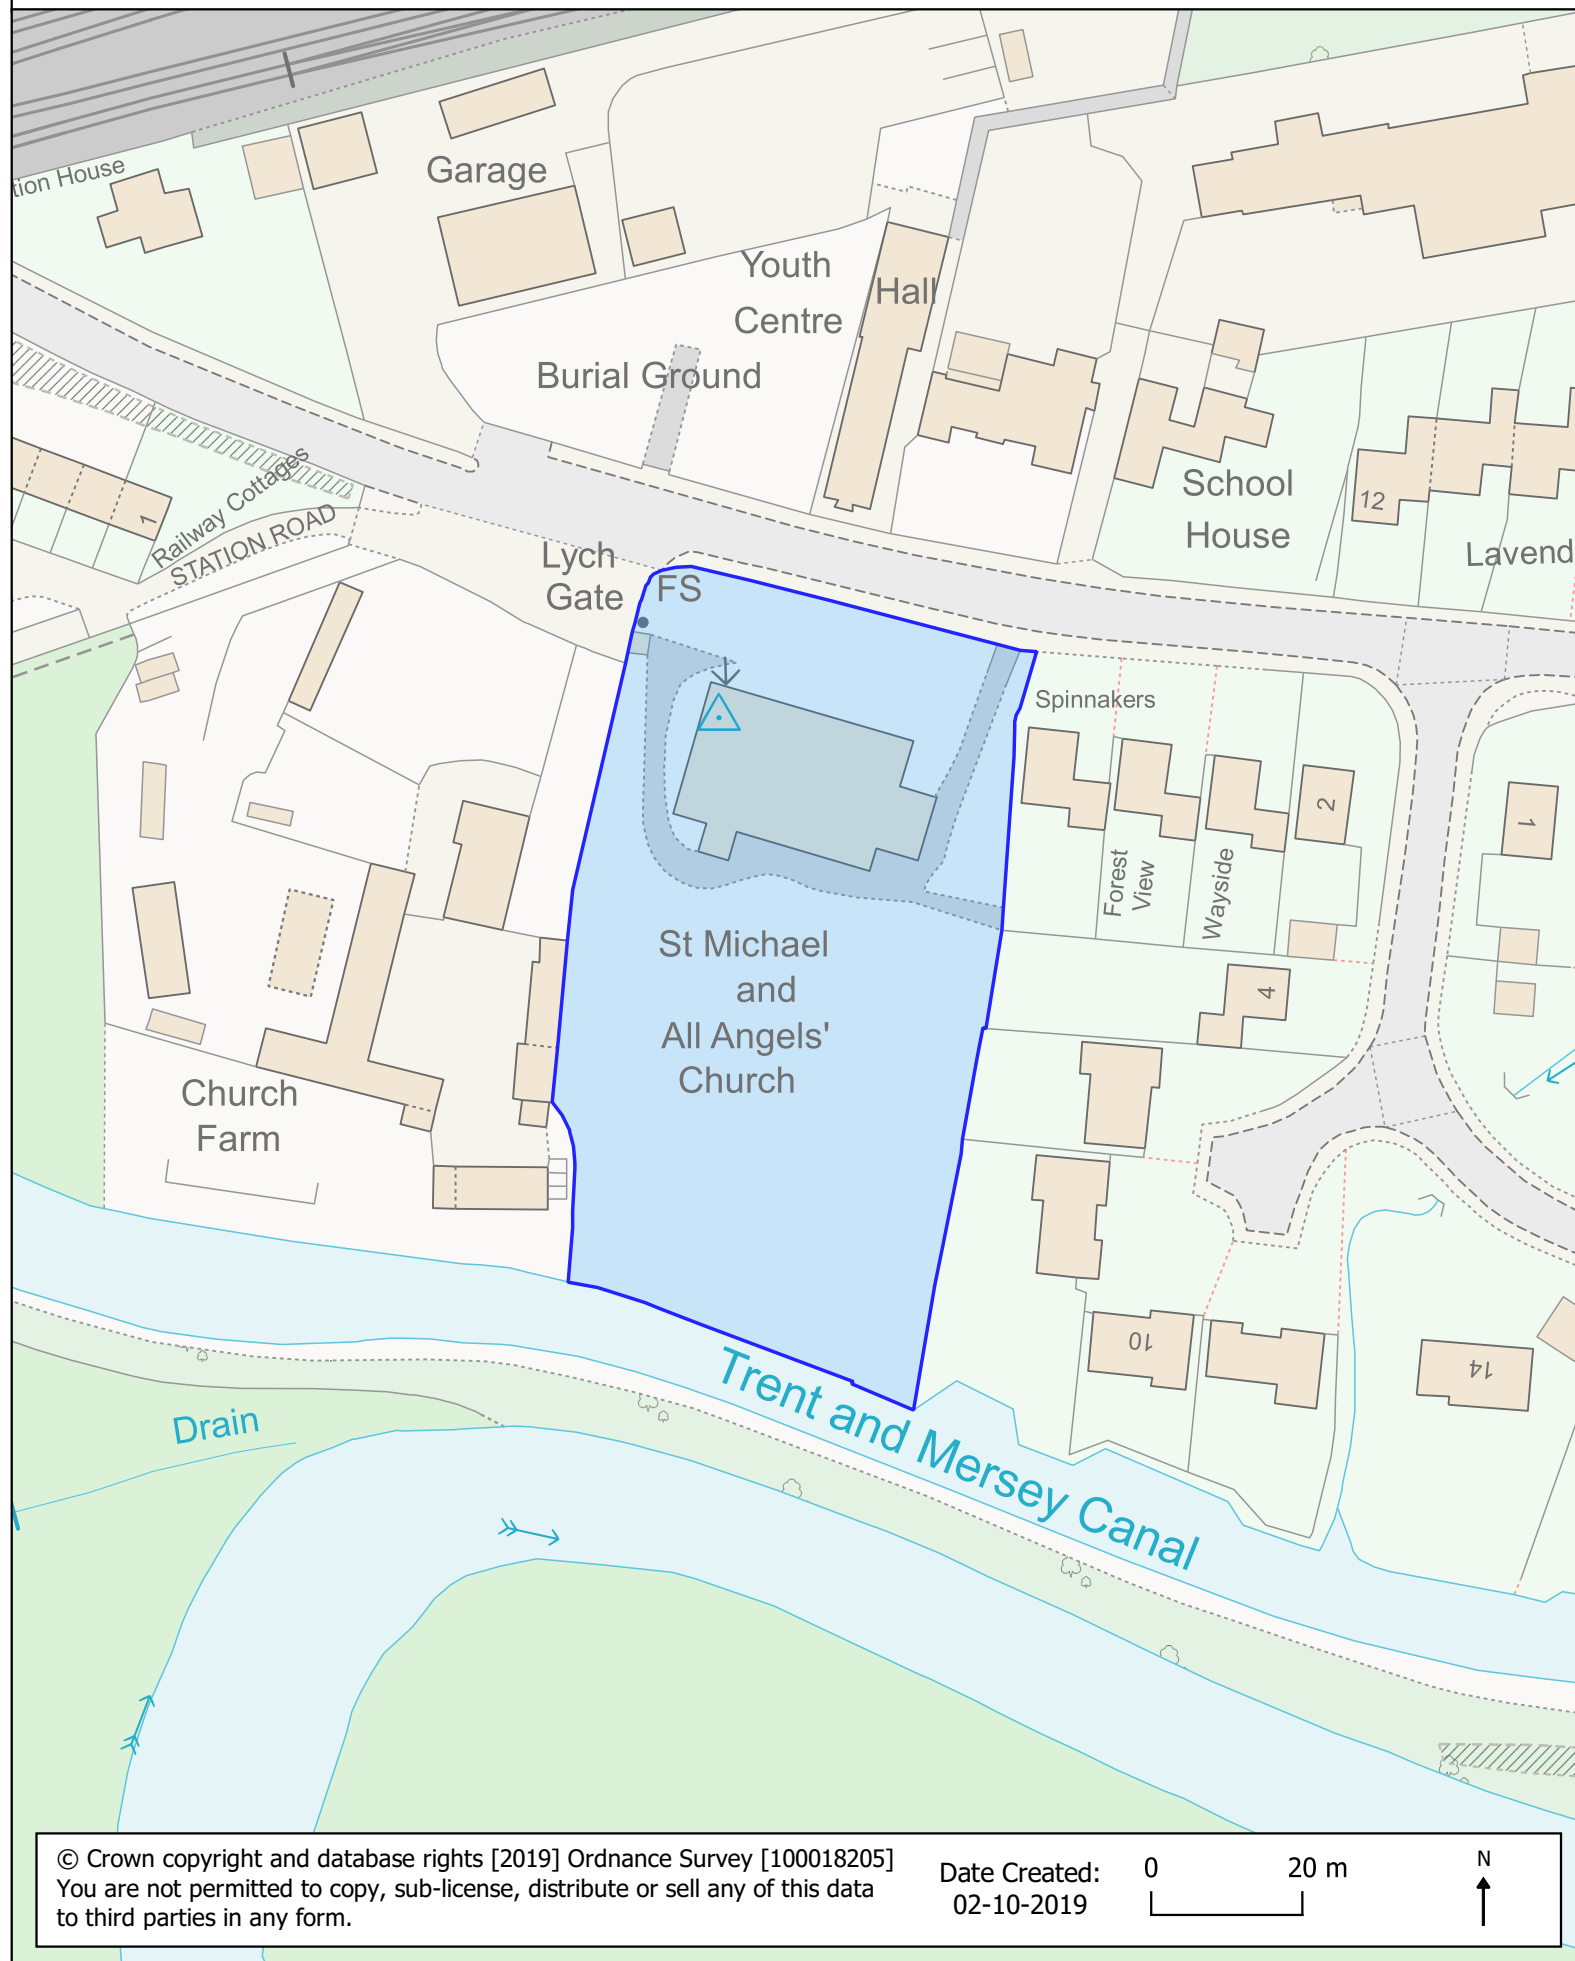 tion House
Garage
Youth
Centre
Hall
Burial Ground
Railway Cottages
1
STATION ROAD
Lych
Gate
FS
School
House
12
Lavend
Spinnakers
2
1
Forest
View
Wayside
4
St Michael
and
All Angels'
Church
Church
Farm
10
14
Trent and Mersey Canal
Drain
© Crown copyright and database rights [2019] Ordnance Survey [100018205]
You are not permitted to copy, sub-license, distribute or sell any of this data
to third parties in any form.
Date Created:
02-10-2019
0 20 m
N